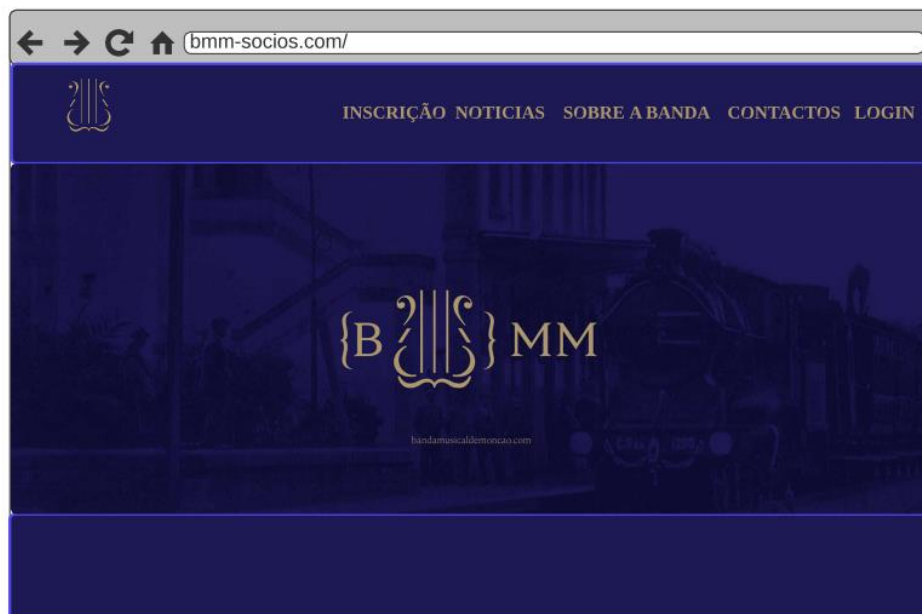 bmm-socios.com/
INSCRIÇÃO NOTICIAS SOBRE A BANDA CONTACTOS LOGIN
{B } MM
bandamusicaldemoncao.com